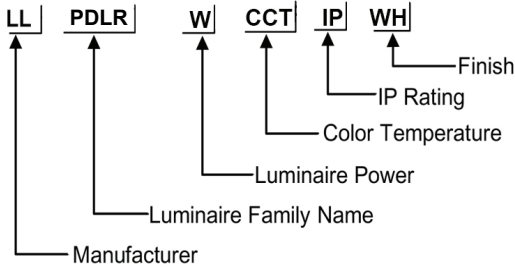 LL PDLR W CCT IP WH
Finish
IP Rating
Color Temperature
Luminaire Power
Luminaire Family Name
Manufacturer